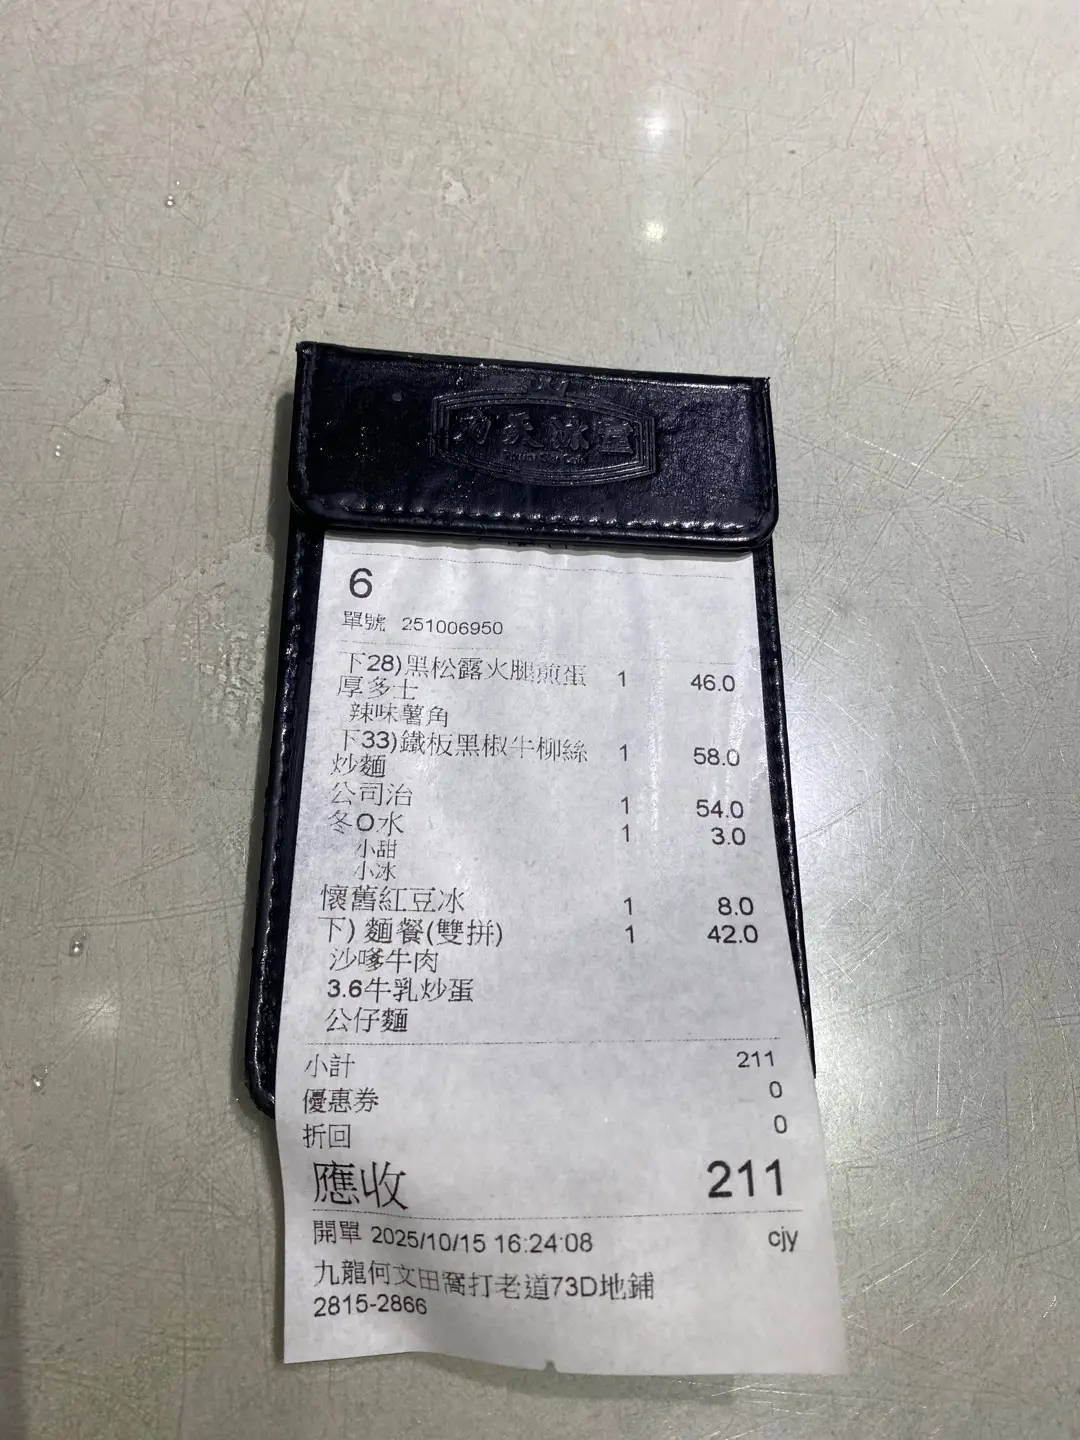 冰
6
單號 251006950
下28)黑松露火腿煎蛋 1 46.0
厚多士
辣味薯角
下33)鐵板黑椒牛柳絲 1 58.0
炒麵
公司治 1 54.0
冬O水 1 3.0
小甜
小冰
懷舊紅豆冰 1 8.0
下) 麵餐(雙拼) 1 42.0
沙嗲牛肉
3.6牛乳炒蛋
公仔麵
小計 211
優惠券 0
折回 0
應收 211
開單 2025/10/15 16:24:08 cjy
九龍何文田窩打老道73D地鋪
2815-2866